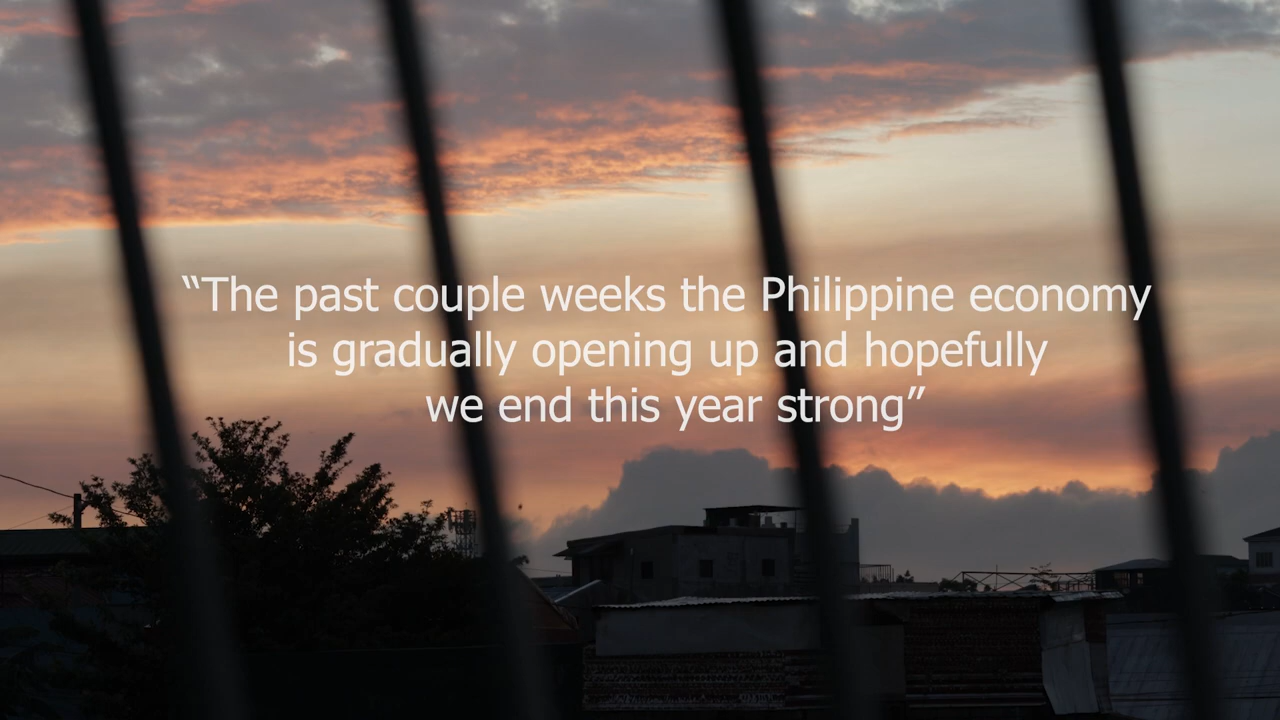 “The past couple weeks the Philippine economy
is gradually opening up and hopefully
we end this year strong”